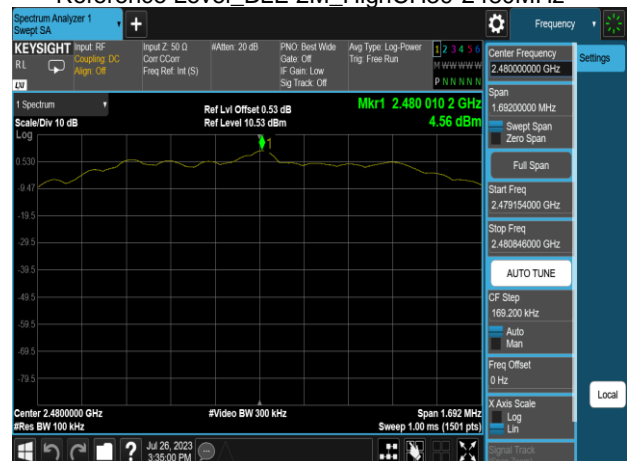 Reference Level_BLE 2M_HighCH39-2480MHz
Spectrum Analyzer 1
Swept SA
Frequency
KEYSIGHT
RL
Input: RF
Coupling: DC
Align: Off
Input Z: 50 Ω
Corr CCorr
Freq Ref: Int (S)
#Atten: 20 dB
PNO: Best Wide
Gate: Off
IF Gain: Low
Sig Track: Off
Avg Type: Log-Power
Trig: Free Run
1 2 3 4 5 6
M W W W W W
P N N N N N
LXI
1 Spectrum
Scale/Div 10 dB
Log
Ref Lvl Offset 0.53 dB
Ref Level 10.53 dBm
Mkr1 2.480 010 2 GHz
4.56 dBm
1
0.530
-9.47
-19.5
-29.5
-39.5
-49.5
-59.5
-69.5
-79.5
Center 2.4800000 GHz
#Res BW 100 kHz
#Video BW 300 kHz
Span 1.692 MHz
Sweep 1.00 ms (1501 pts)
Center Frequency
2.480000000 GHz
Settings
Span
1.69200000 MHz
Swept Span
Zero Span
Full Span
Start Freq
2.479154000 GHz
Stop Freq
2.480846000 GHz
AUTO TUNE
CF Step
169.200 kHz
Auto
Man
Freq Offset
0 Hz
X Axis Scale
Log
Lin
Local
Signal Track
?
Jul 26, 2023
3:35:00 PM